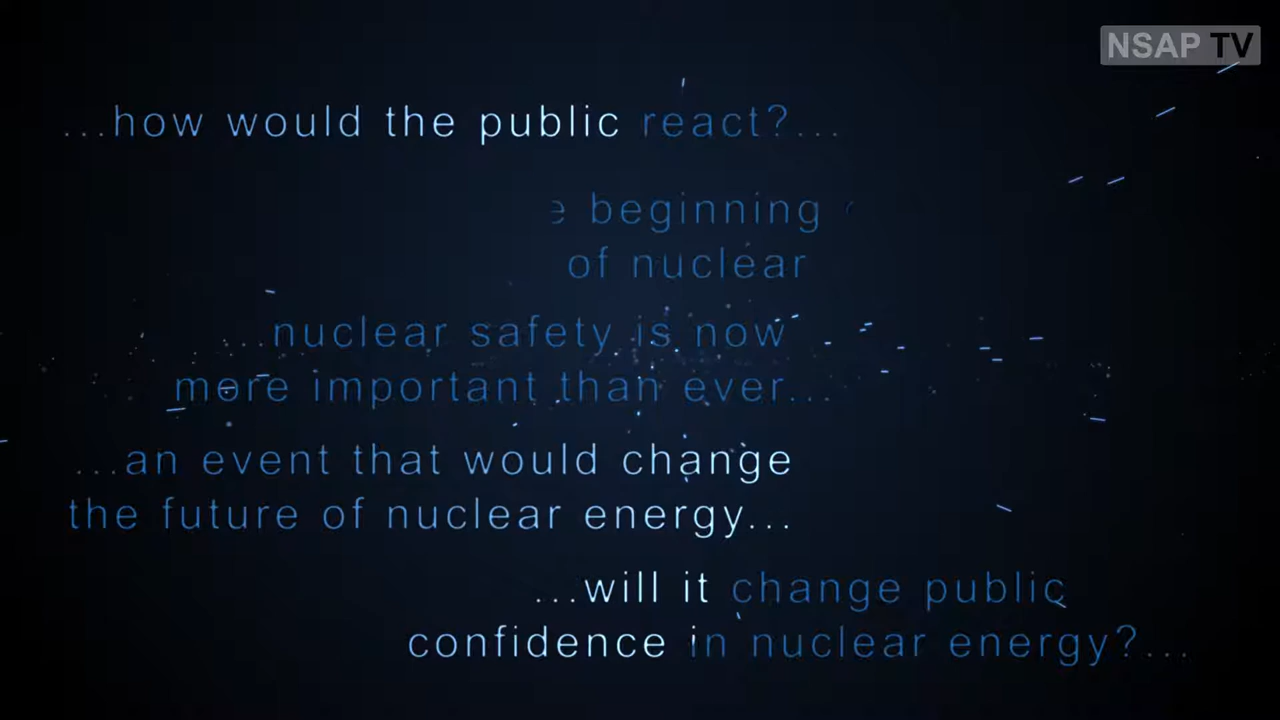 NSAP TV
...how would the public react?...
beginning
of nuclear
...nuclear safety is now
more important than ever...
...an event that would change
the future of nuclear energy...
...will it change public
confidence in nuclear energy?...